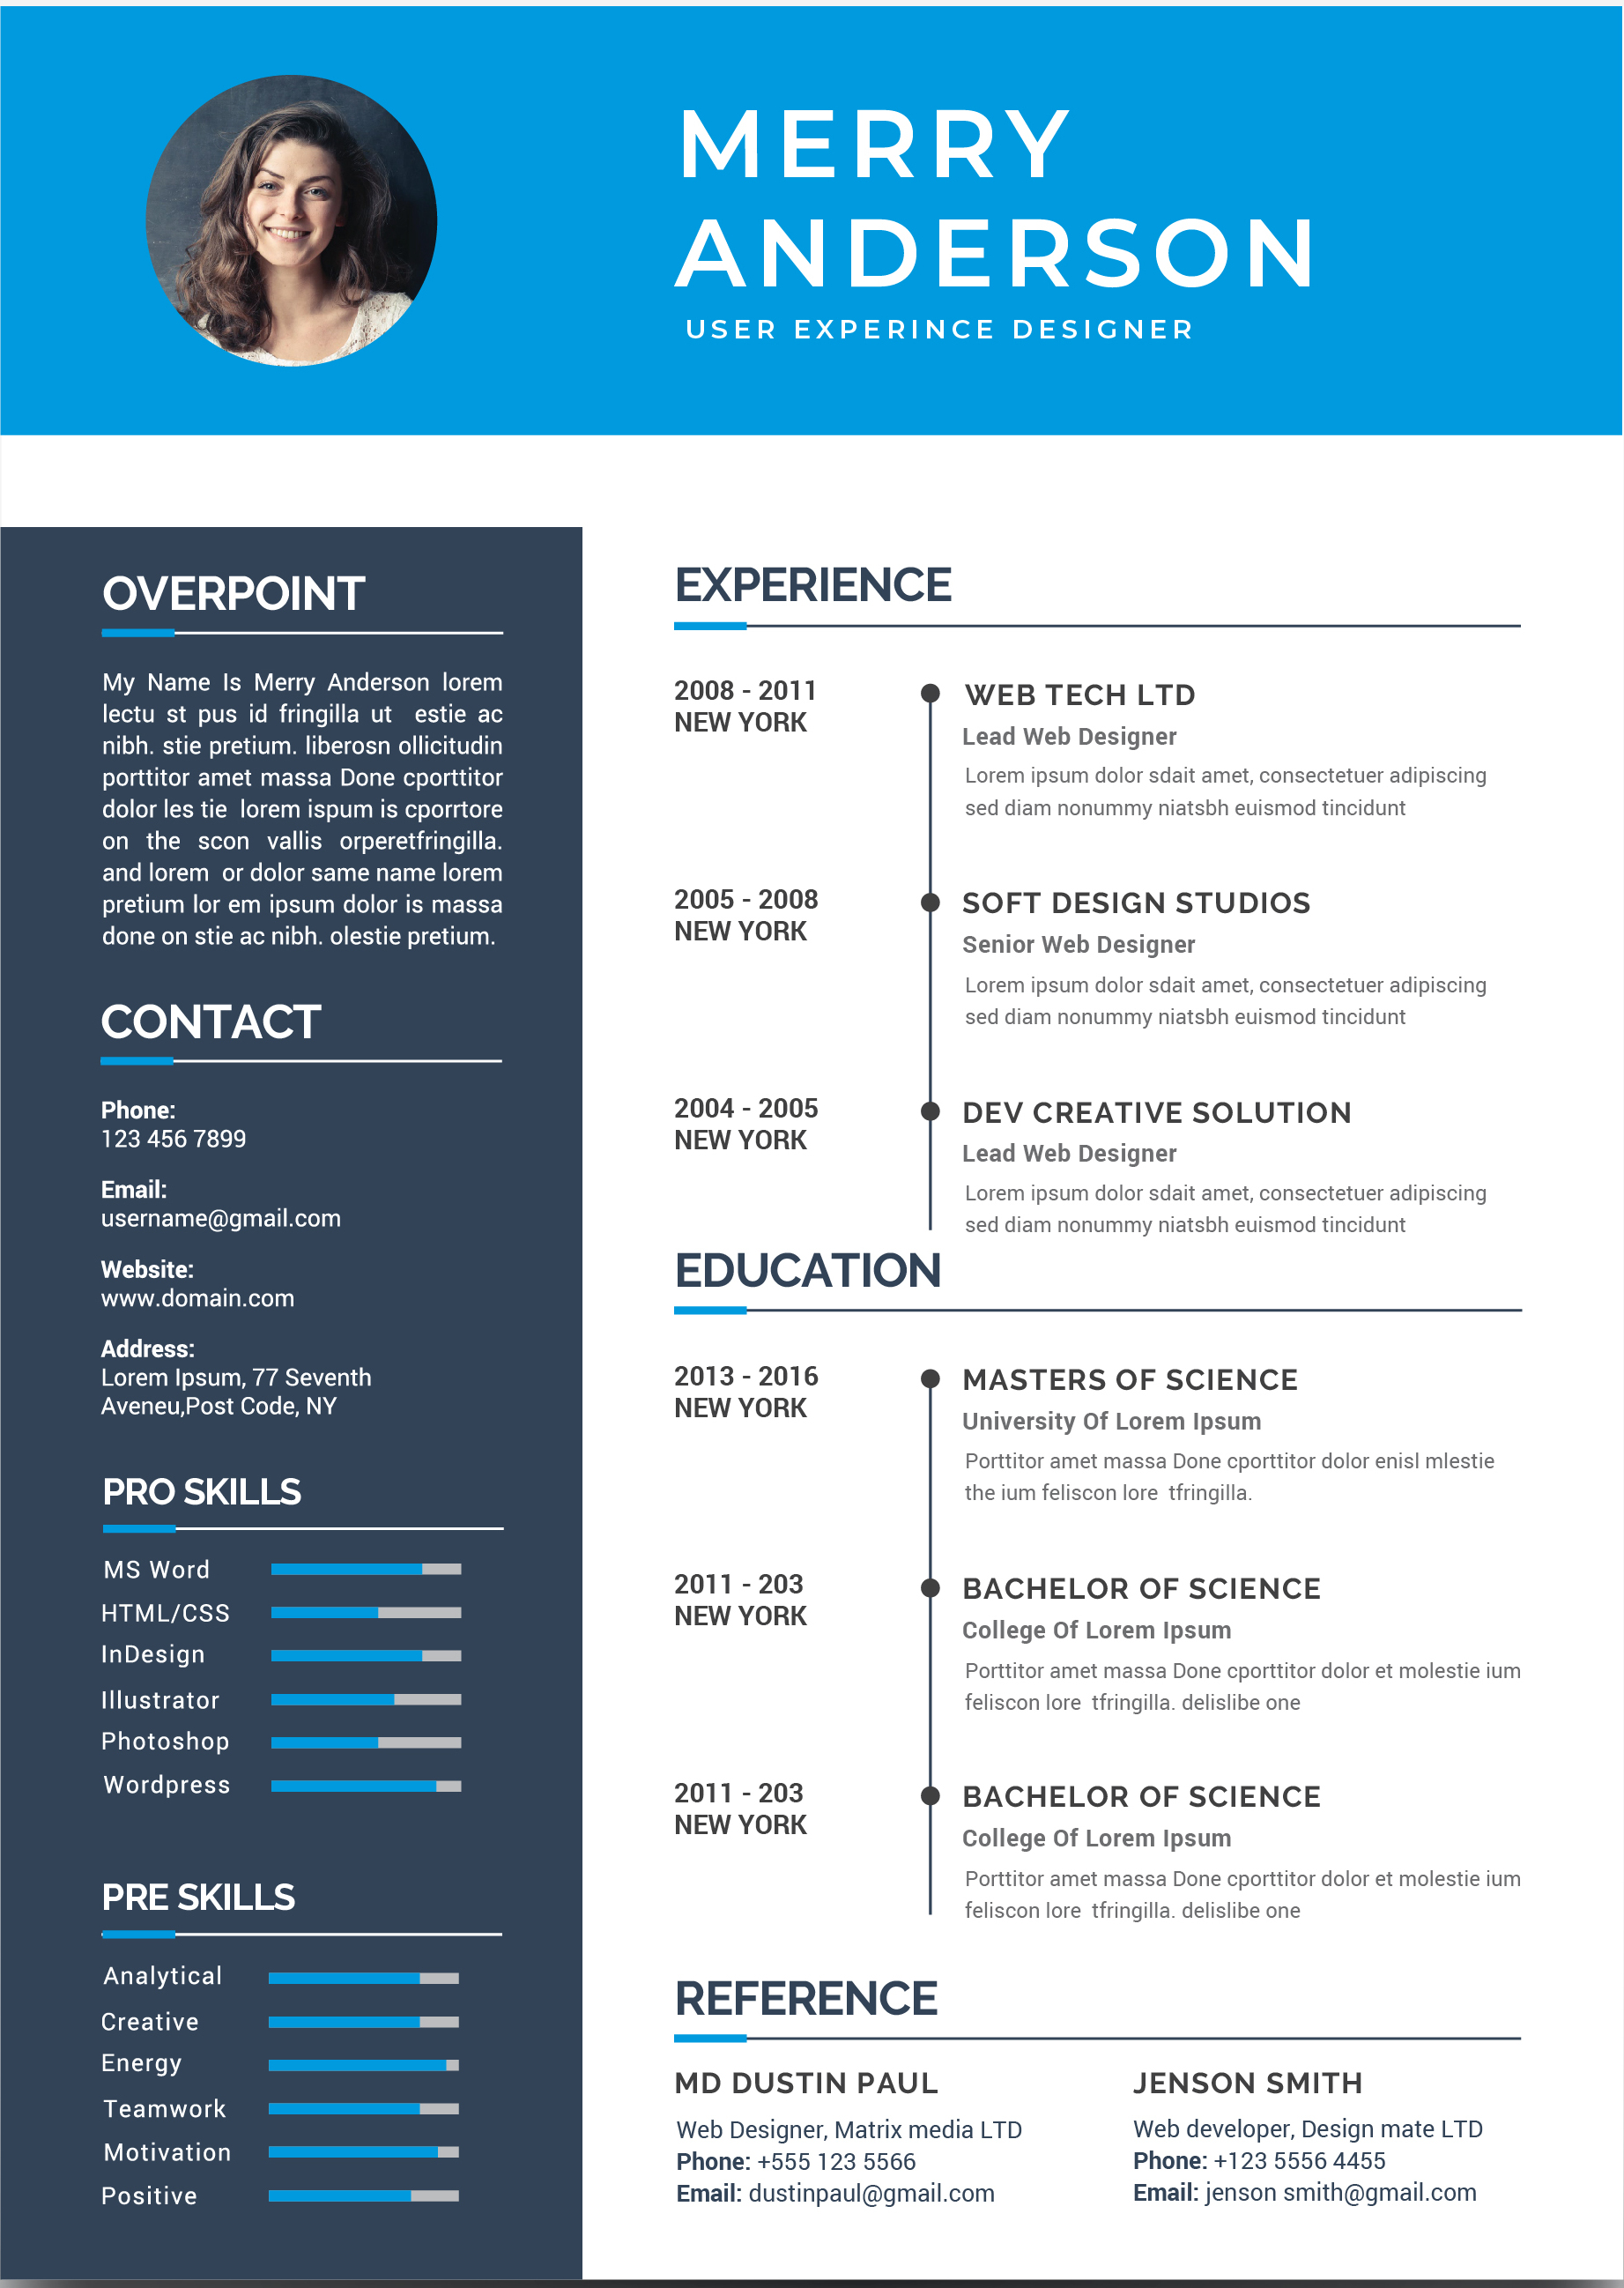 MERRY
ANDERSON
USER EXPERINCE DESIGNER
OVERPOINT
My Name Is Merry Anderson lorem
lectu st pus id fringilla ut estie ac
nibh. stie pretium. liberosn ollicitudin
porttitor amet massa Done cporttitor
dolor les tie lorem ispum is cporrtore
on the scon vallis orperetfringilla.
and lorem or dolor same name lorem
pretium lor em ipsum dolor is massa
done on stie ac nibh. olestie pretium.
CONTACT
Phone:
123 456 7899
Email:
username@gmail.com
Website:
www.domain.com
Address:
Lorem Ipsum, 77 Seventh
Aveneu,Post Code, NY
PRO SKILLS
MS Word
HTML/CSS
InDesign
Illustrator
Photoshop
Wordpress
PRE SKILLS
Analytical
Creative
Energy
Teamwork
Motivation
Positive
EXPERIENCE
2008 - 2011
NEW YORK
WEB TECH LTD
Lead Web Designer
Lorem ipsum dolor sdait amet, consectetuer adipiscing
sed diam nonummy niatsbh euismod tincidunt
2005 - 2008
NEW YORK
SOFT DESIGN STUDIOS
Senior Web Designer
Lorem ipsum dolor sdait amet, consectetuer adipiscing
sed diam nonummy niatsbh euismod tincidunt
2004 - 2005
NEW YORK
DEV CREATIVE SOLUTION
Lead Web Designer
Lorem ipsum dolor sdait amet, consectetuer adipiscing
sed diam nonummy niatsbh euismod tincidunt
EDUCATION
2013 - 2016
NEW YORK
MASTERS OF SCIENCE
University Of Lorem Ipsum
Porttitor amet massa Done cporttitor dolor enisl mlestie
the ium feliscon lore tfringilla.
2011 - 203
NEW YORK
BACHELOR OF SCIENCE
College Of Lorem Ipsum
Porttitor amet massa Done cporttitor dolor et molestie ium
feliscon lore tfringilla. delislibe one
2011 - 203
NEW YORK
BACHELOR OF SCIENCE
College Of Lorem Ipsum
Porttitor amet massa Done cporttitor dolor et molestie ium
feliscon lore tfringilla. delislibe one
REFERENCE
MD DUSTIN PAUL
Web Designer, Matrix media LTD
Phone: +555 123 5566
Email: dustinpaul@gmail.com
JENSON SMITH
Web developer, Design mate LTD
Phone: +123 5556 4455
Email: jenson smith@gmail.com